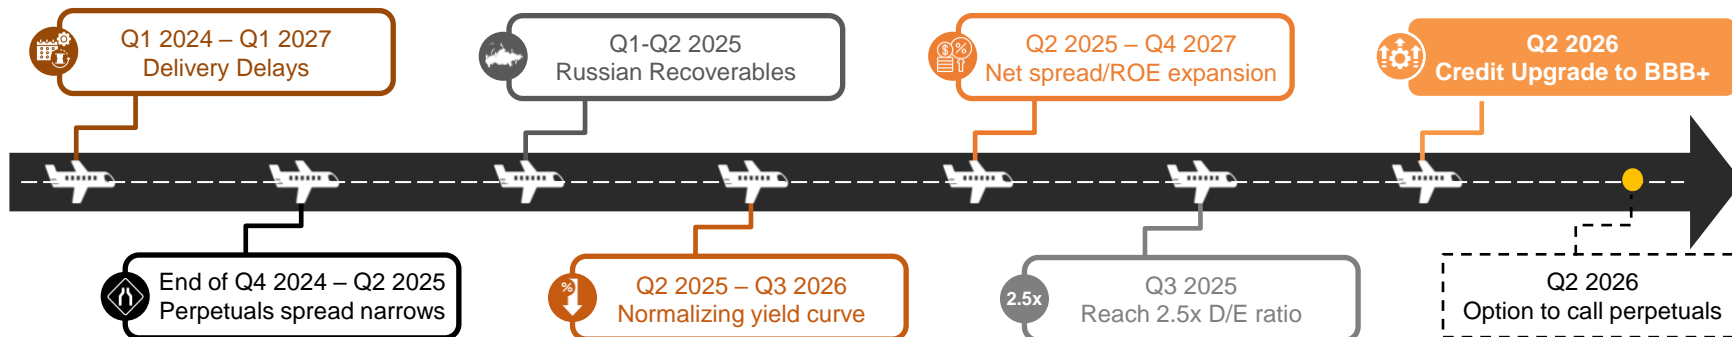 Q1 2024 – Q1 2027
Delivery Delays
Q1-Q2 2025
Russian Recoverables
$ %
Q2 2025 – Q4 2027
Net spread/ROE expansion
Q2 2026
Credit Upgrade to BBB+
End of Q4 2024 – Q2 2025
Perpetuals spread narrows
%
Q2 2025 – Q3 2026
Normalizing yield curve
2.5x
Q3 2025
Reach 2.5x D/E ratio
Q2 2026
Option to call perpetuals